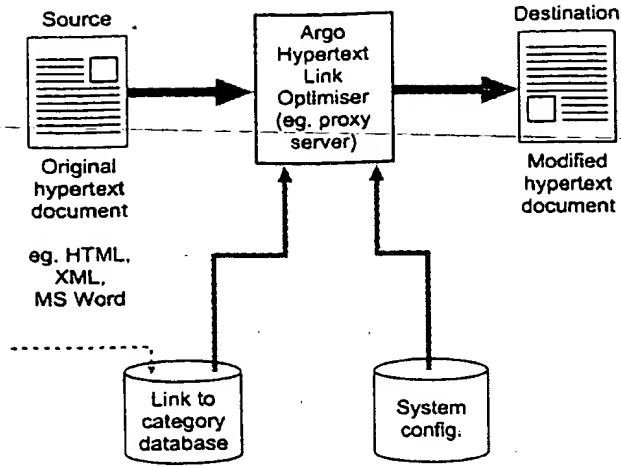 Source
Original
hypertext
document
eg. HTML,
XML,
MS Word
Argo
Hypertext
Link
Optimiser
(eg. proxy
server)
Destination
Modified
hypertext
document
Link to
category
database
System
config.